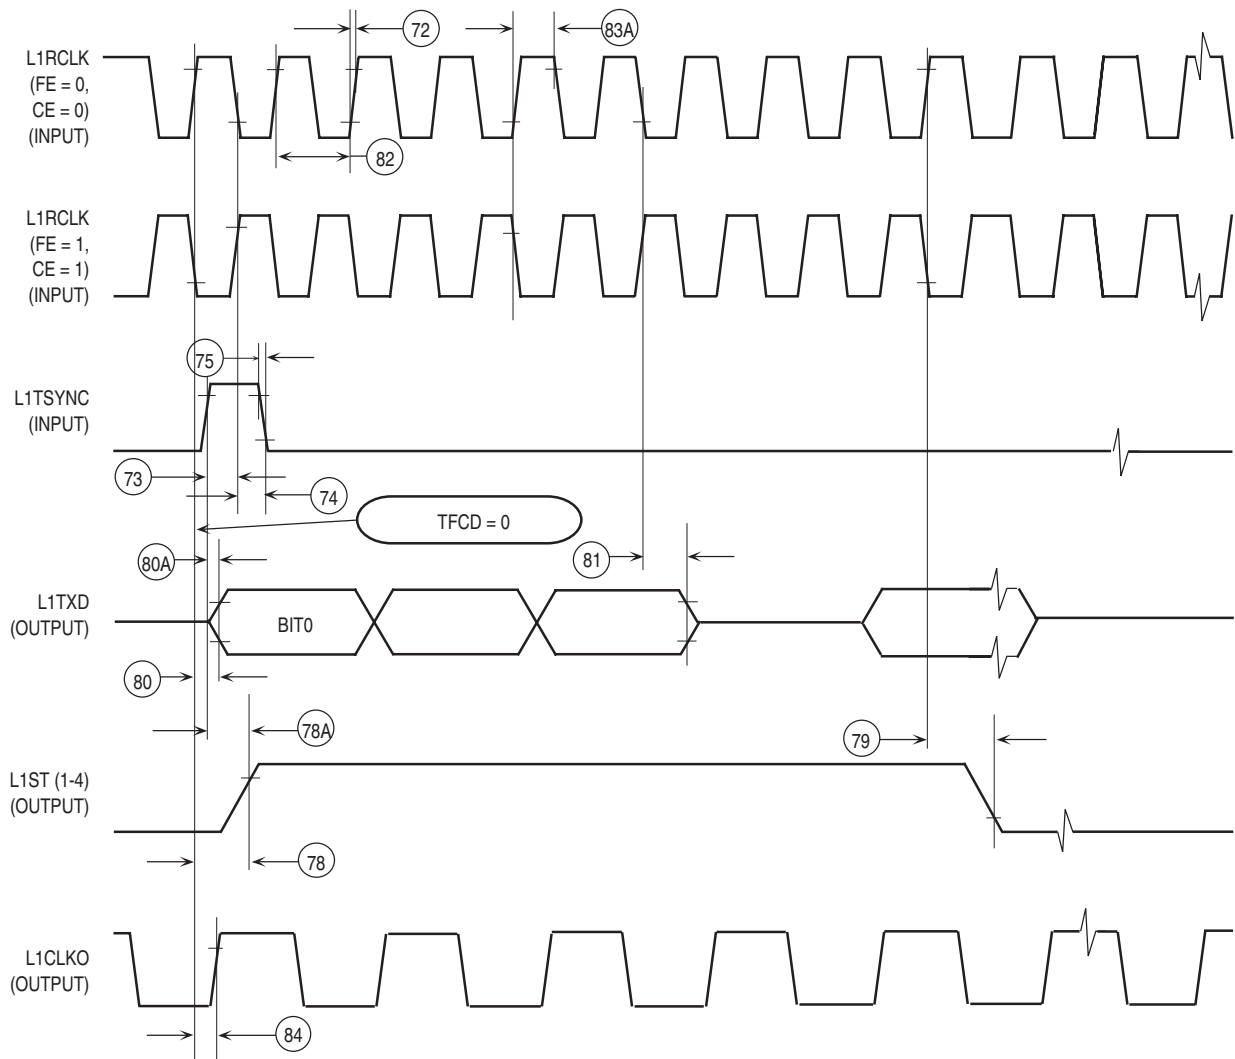 72
83A
L1RCLK
(FE = 0,
CE = 0)
(INPUT)
82
L1RCLK
(FE = 1,
CE = 1)
(INPUT)
75
L1TSYNC
(INPUT)
73
74
TFCD = 0
80A
81
L1TXD
(OUTPUT)
BIT0
80
78A
79
L1ST (1-4)
(OUTPUT)
78
L1CLKO
(OUTPUT)
84